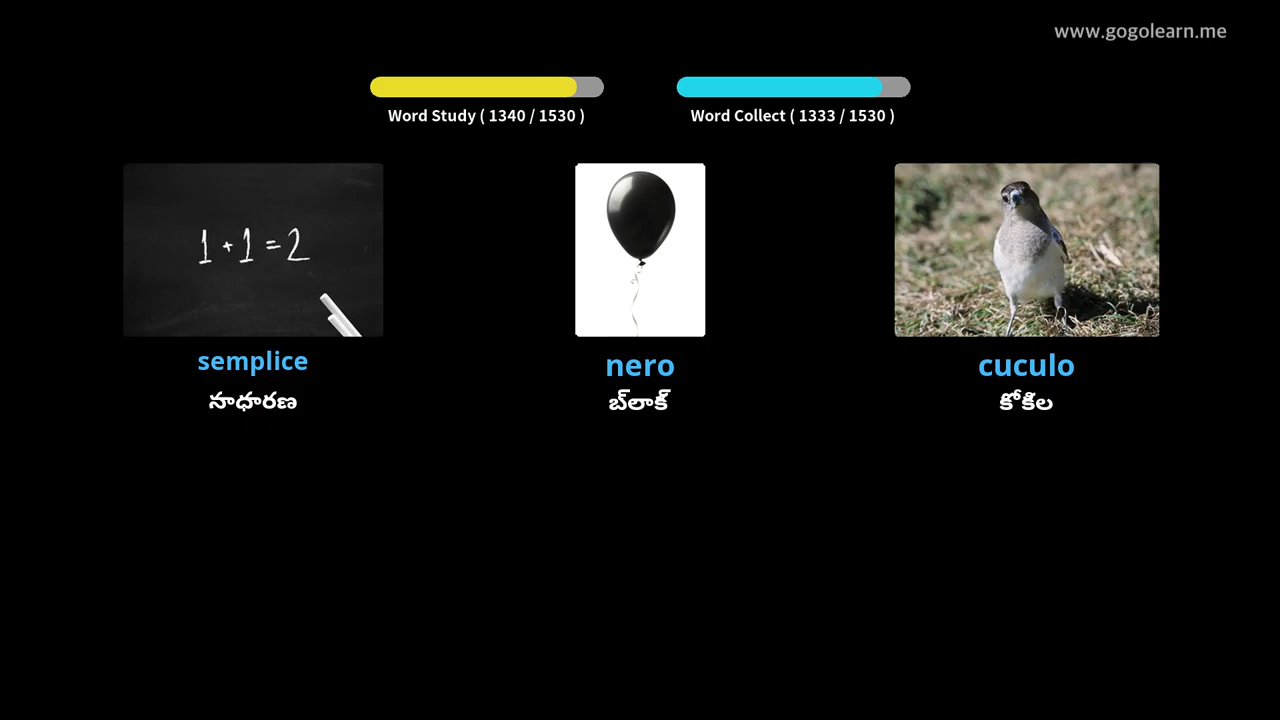 www.gogolearn.me
Word Study ( 1340 / 1530 )
Word Collect ( 1333 / 1530 )
1 + 1 = 2
semplice
సాధారణ
nero
బ్‌లాక్
cuculo
కోకిల